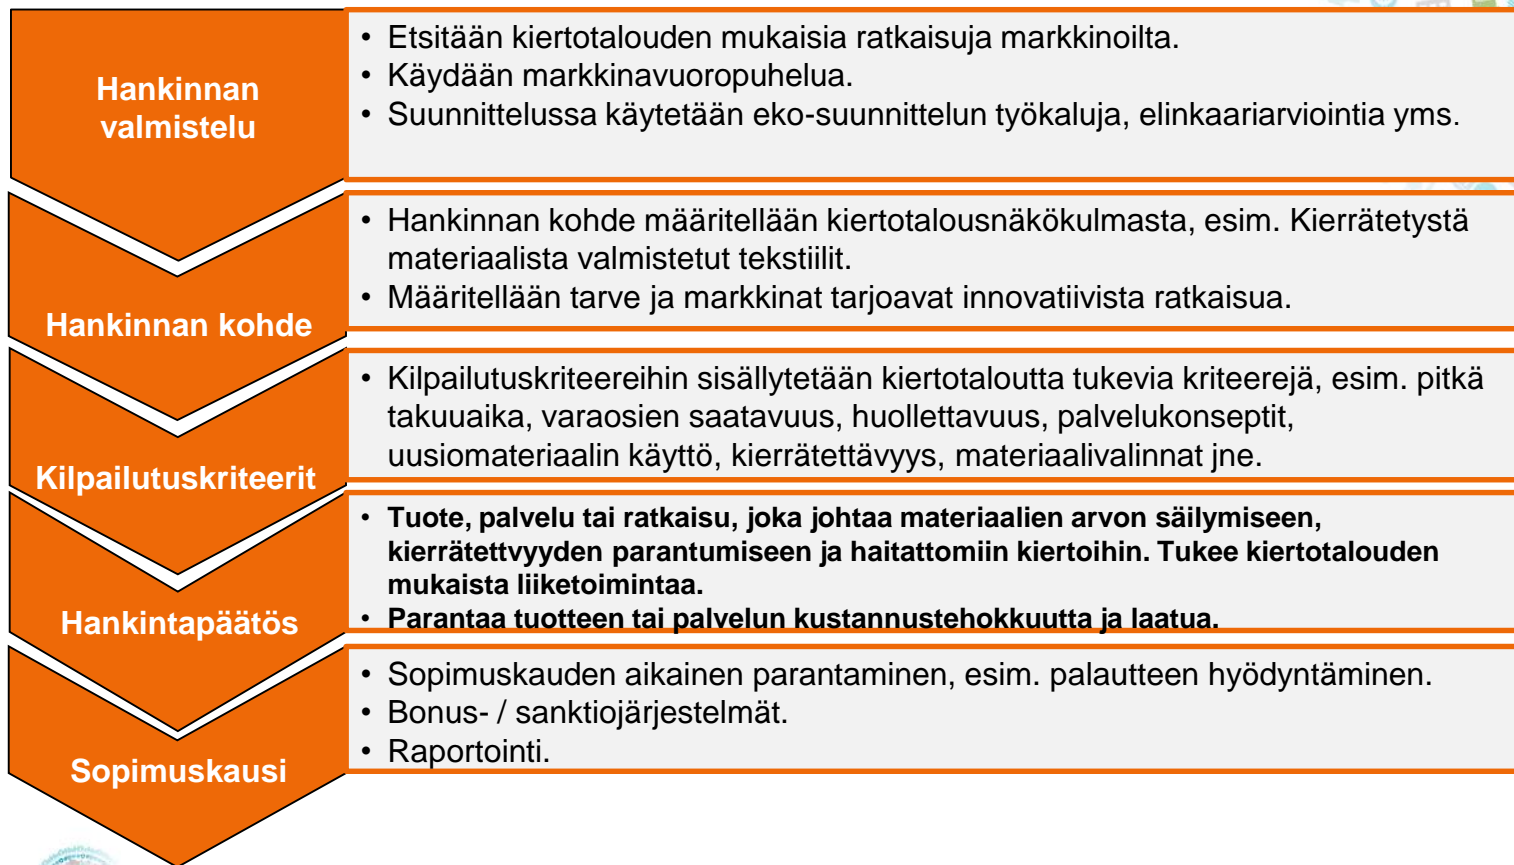 Hankinnan
valmistelu
• Etsitään kiertotalouden mukaisia ratkaisuja markkinoilta.
• Käydään markkinavuoropuhelua.
• Suunnittelussa käytetään eko-suunnittelun työkaluja, elinkaariarviointia yms.
Hankinnan kohde
• Hankinnan kohde määritellään kiertotalousnäkökulmasta, esim. Kierrätetystä
materiaalista valmistetut tekstiilit.
• Määritellään tarve ja markkinat tarjoavat innovatiivista ratkaisua.
Kilpailutuskriteerit
• Kilpailutuskriteereihin sisällytetään kiertotaloutta tukevia kriteerejä, esim. pitkä
takuuaika, varaosien saatavuus, huollettavuus, palvelukonseptit,
uusiomateriaalin käyttö, kierrätettävyys, materiaalivalinnat jne.
Hankintapäätös
• Tuote, palvelu tai ratkaisu, joka johtaa materiaalien arvon säilymiseen,
kierrätettvyyden parantumiseen ja haitattomiin kiertoihin. Tukee kiertotalouden
mukaista liiketoimintaa.
• Parantaa tuotteen tai palvelun kustannustehokkuutta ja laatua.
Sopimuskausi
• Sopimuskauden aikainen parantaminen, esim. palautteen hyödyntäminen.
• Bonus- / sanktiojärjestelmät.
• Raportointi.